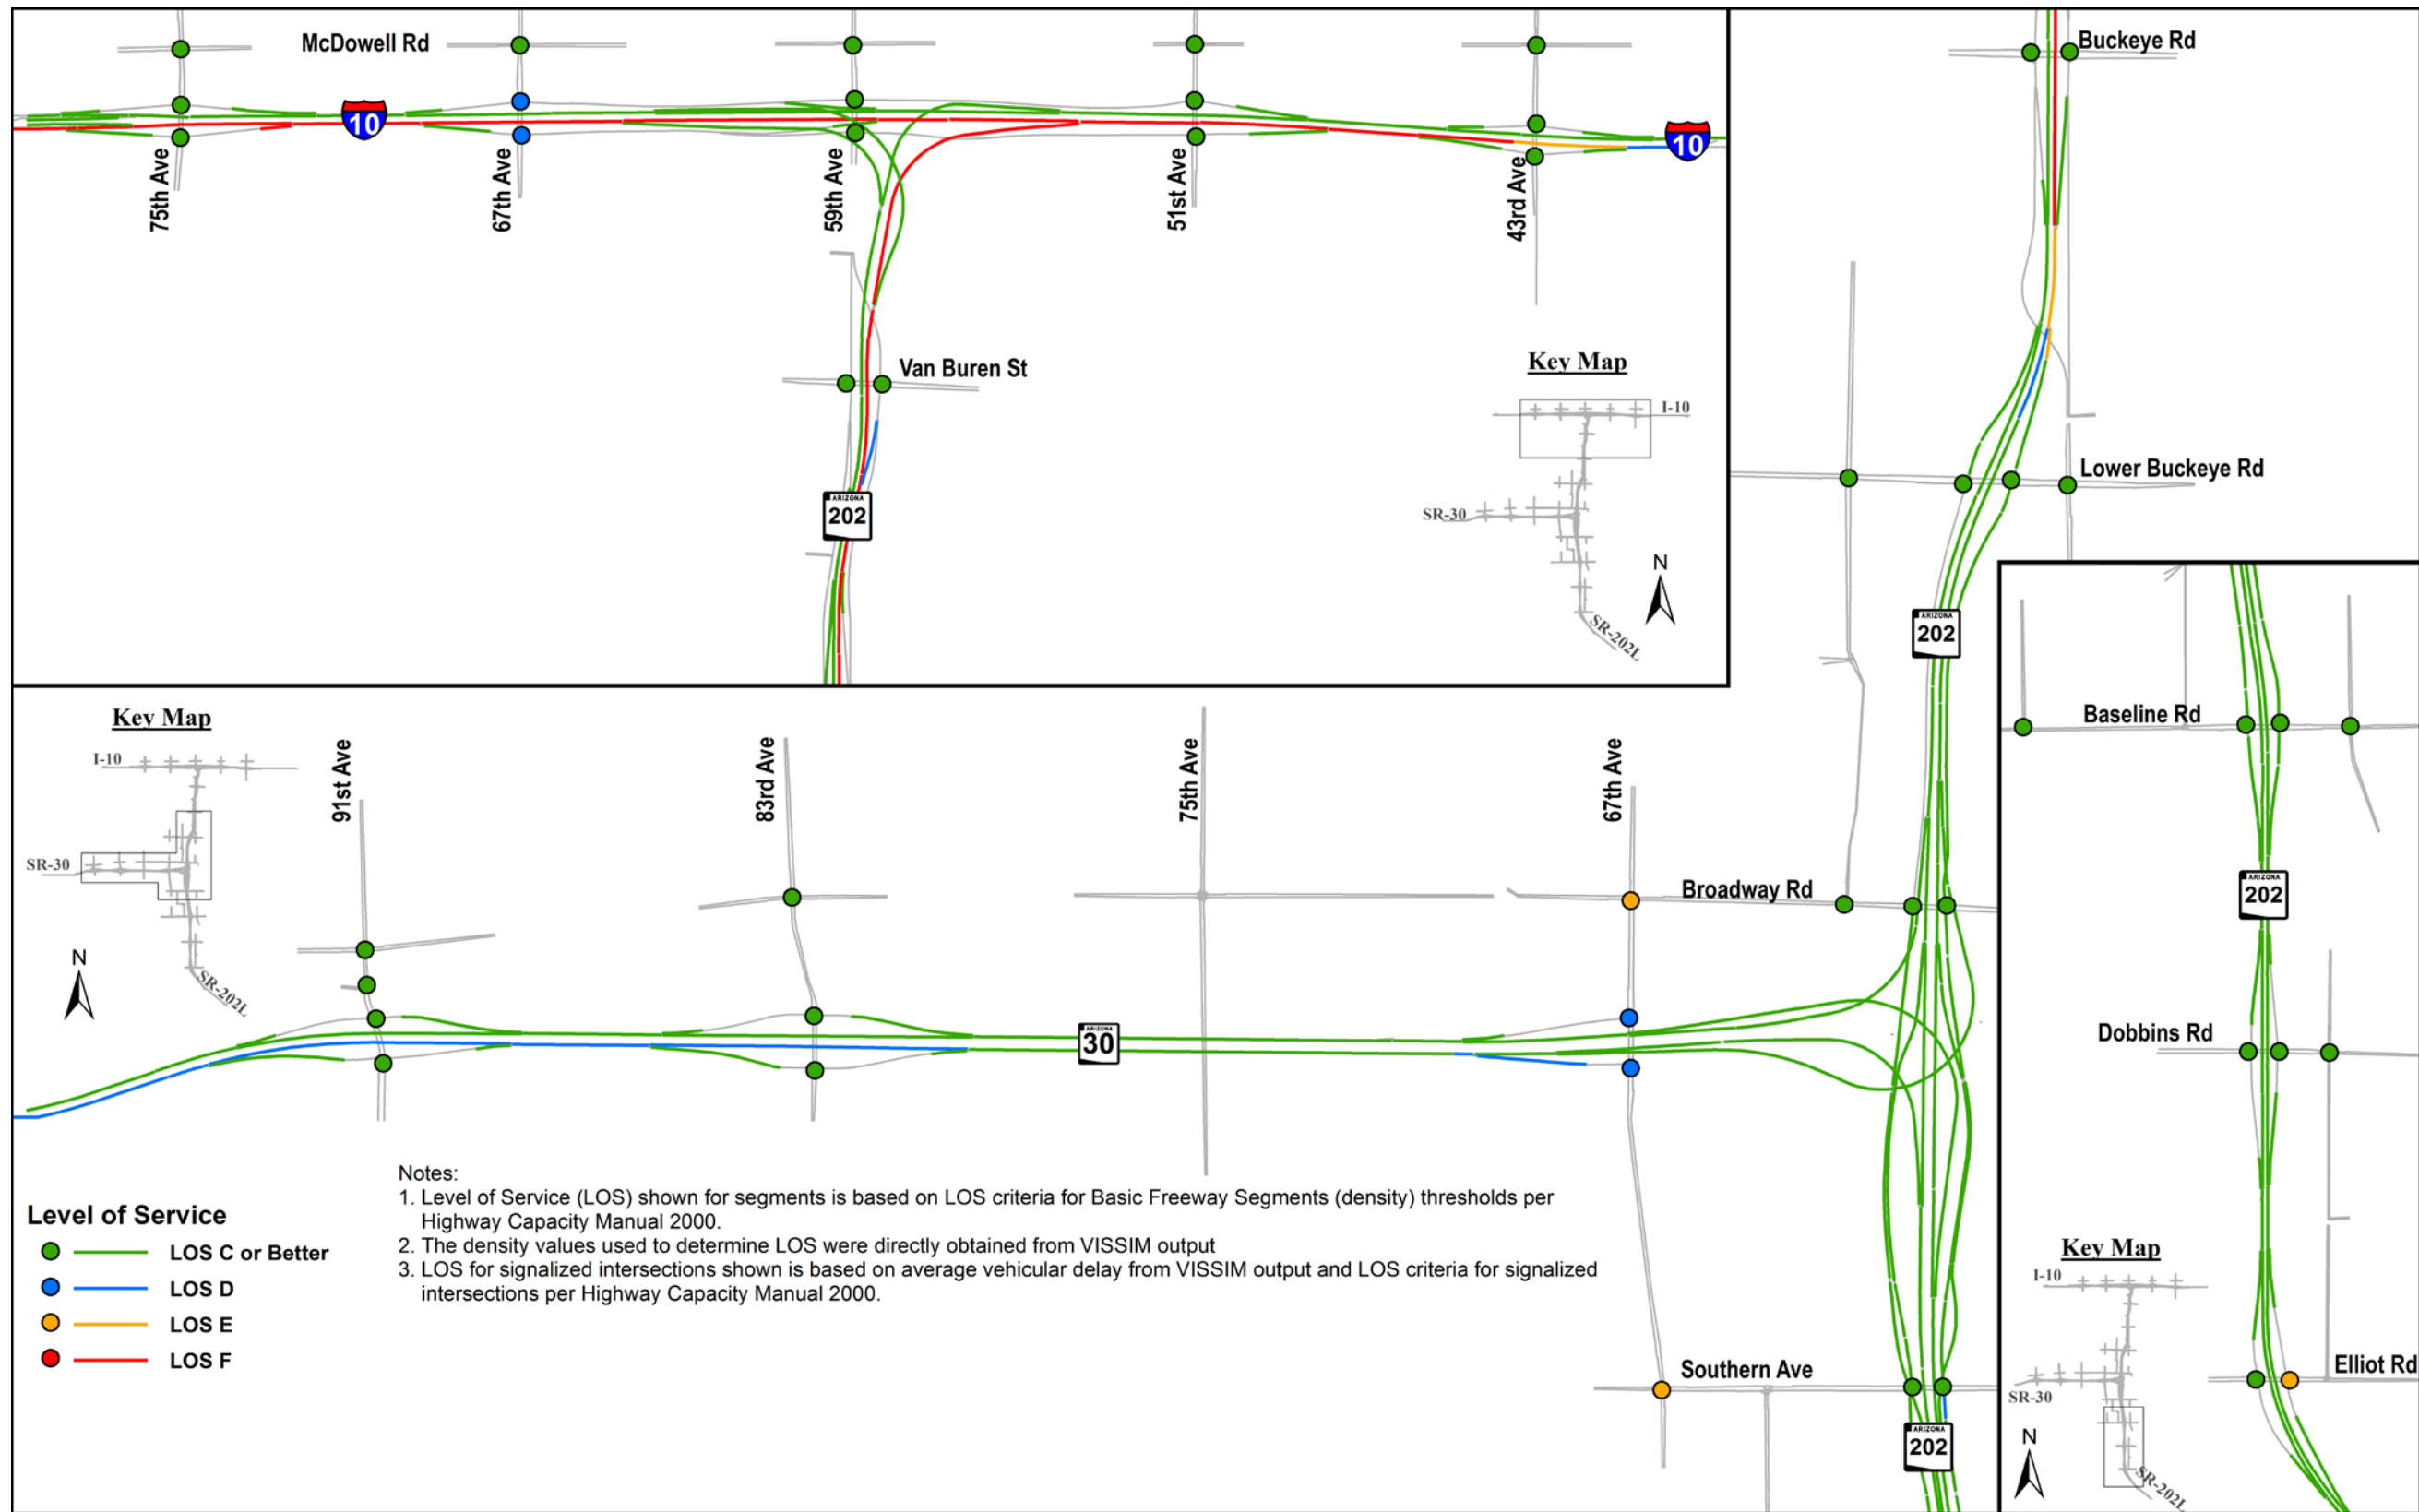 McDowell Rd
10
10
75th Ave
67th Ave
59th Ave
51st Ave
43rd Ave
Van Buren St
ARIZONA
202
Key Map
I-10
SR-30
SR-202L
N
Buckeye Rd
Lower Buckeye Rd
ARIZONA
202
Key Map
I-10
SR-30
SR-202L
N
91st Ave
83rd Ave
75th Ave
67th Ave
Broadway Rd
ARIZONA
30
Southern Ave
ARIZONA
202
Notes:
1. Level of Service (LOS) shown for segments is based on LOS criteria for Basic Freeway Segments (density) thresholds per
Highway Capacity Manual 2000.
2. The density values used to determine LOS were directly obtained from VISSIM output
3. LOS for signalized intersections shown is based on average vehicular delay from VISSIM output and LOS criteria for signalized
intersections per Highway Capacity Manual 2000.
Level of Service
LOS C or Better
LOS D
LOS E
LOS F
Baseline Rd
ARIZONA
202
Dobbins Rd
Key Map
I-10
SR-30
SR-202L
N
Elliot Rd